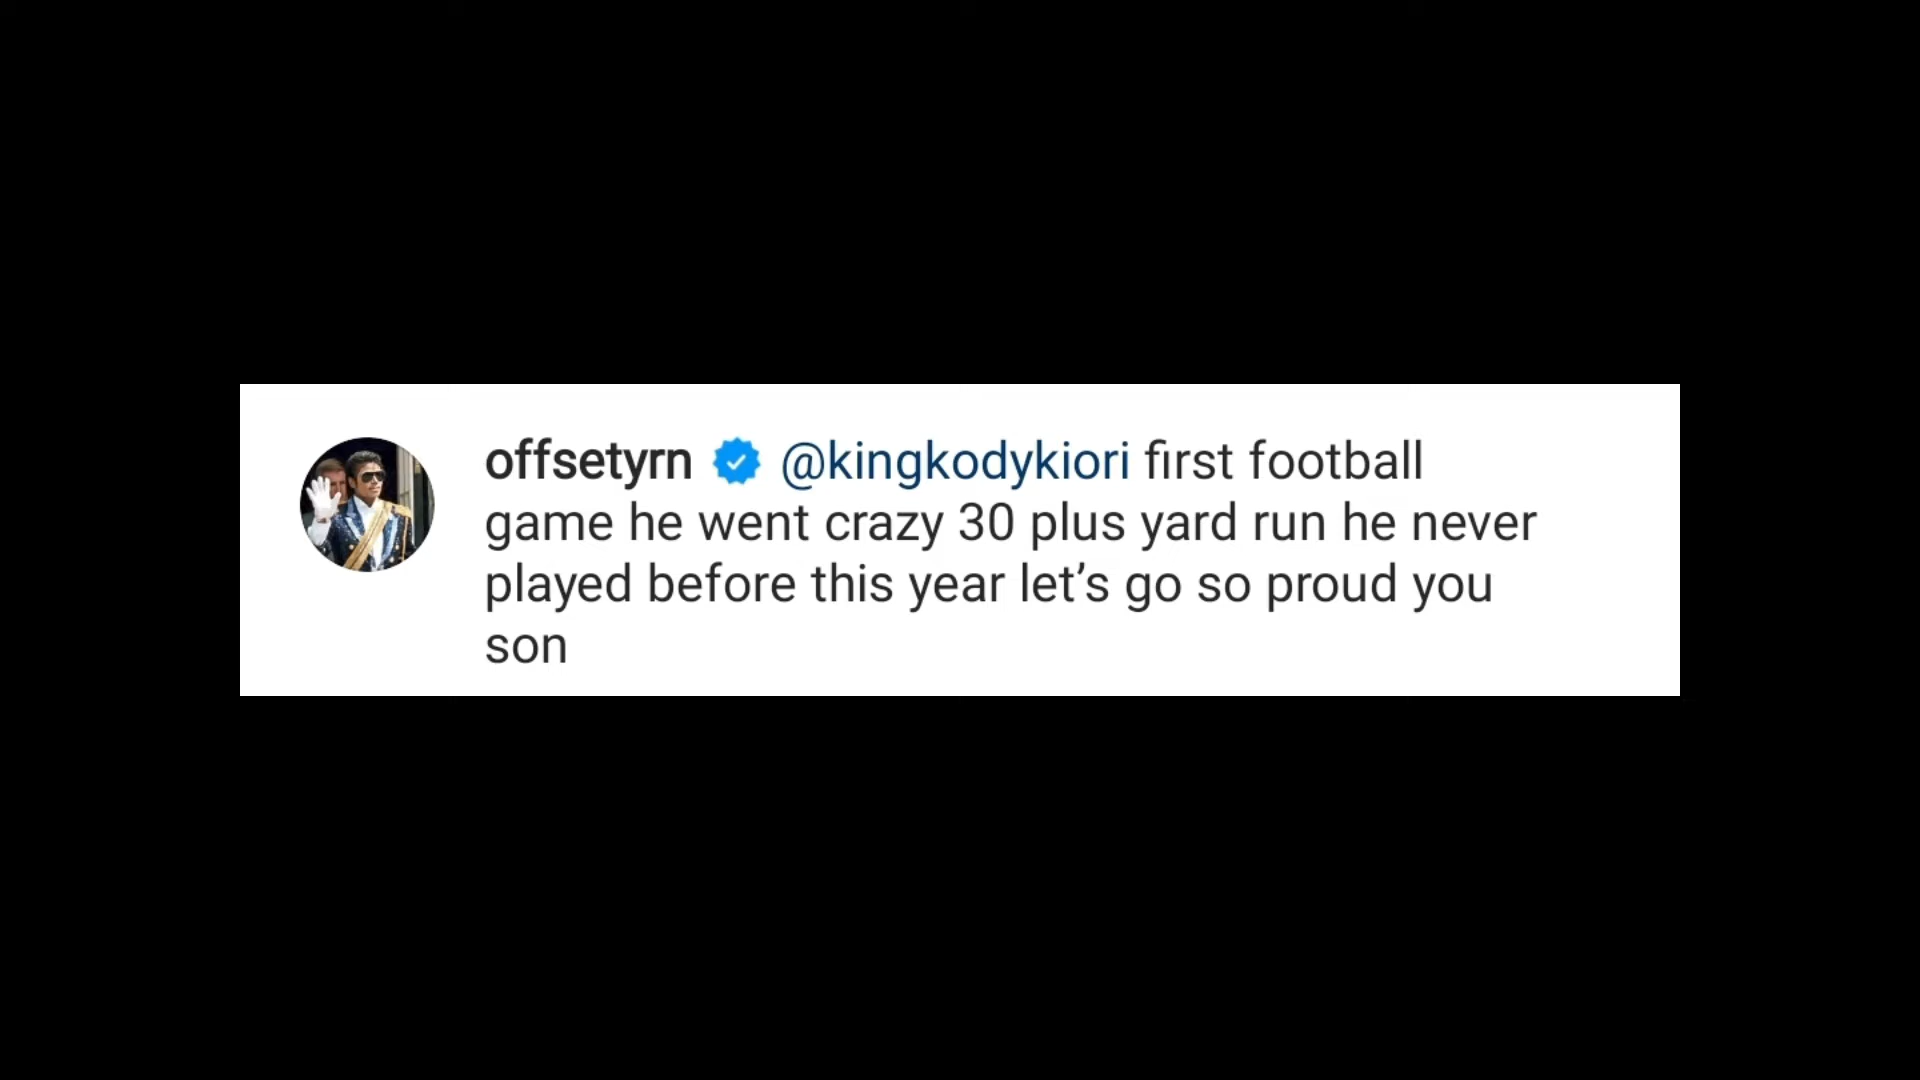 offsetyrn @kingkodykiori first football
game he went crazy 30 plus yard run he never
played before this year let’s go so proud you
son